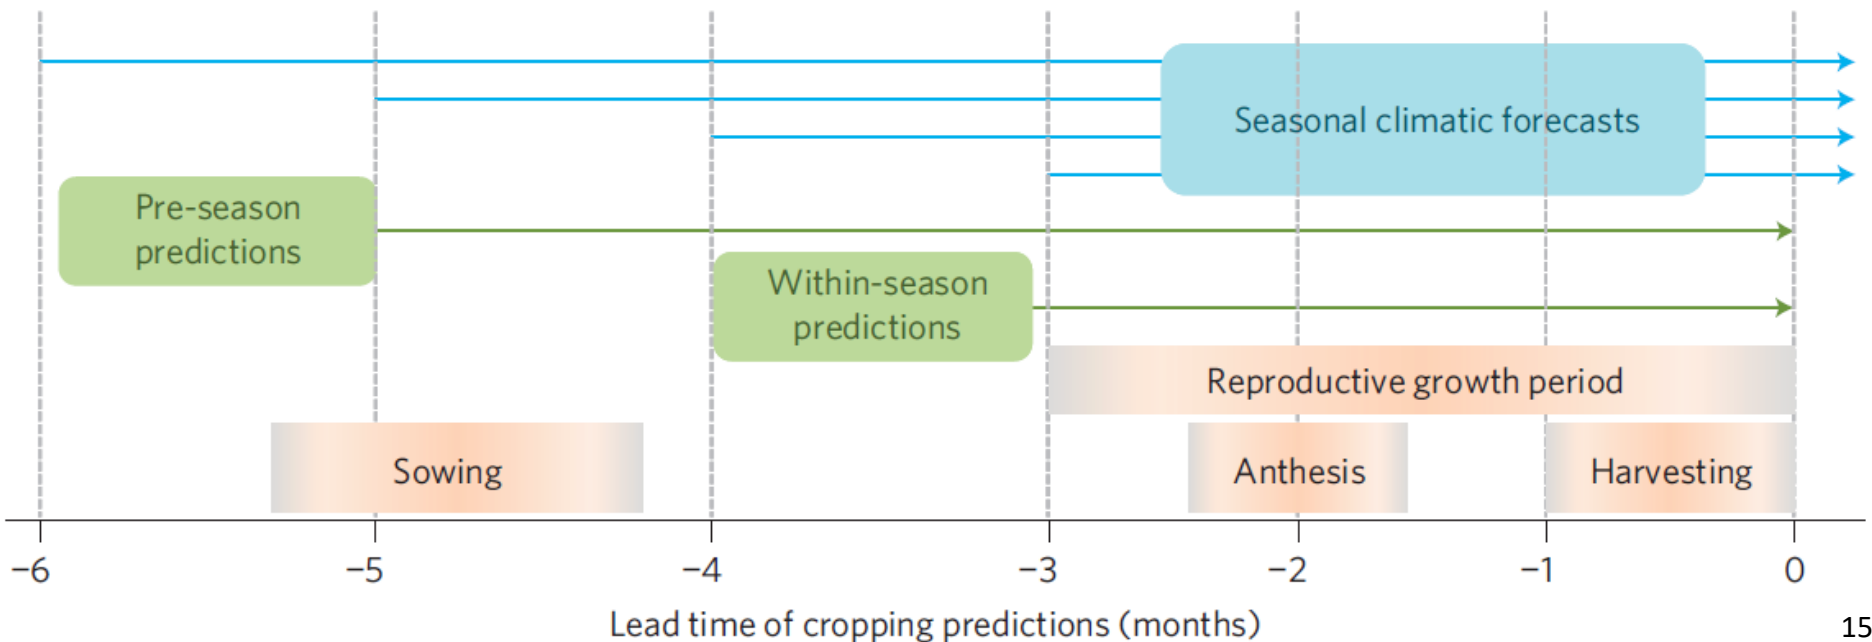 Seasonal climatic forecasts
Pre-season
predictions
Within-season
predictions
Reproductive growth period
Sowing
Anthesis
Harvesting
−6
−5
−4
−3
−2
−1
0
Lead time of cropping predictions (months)
15